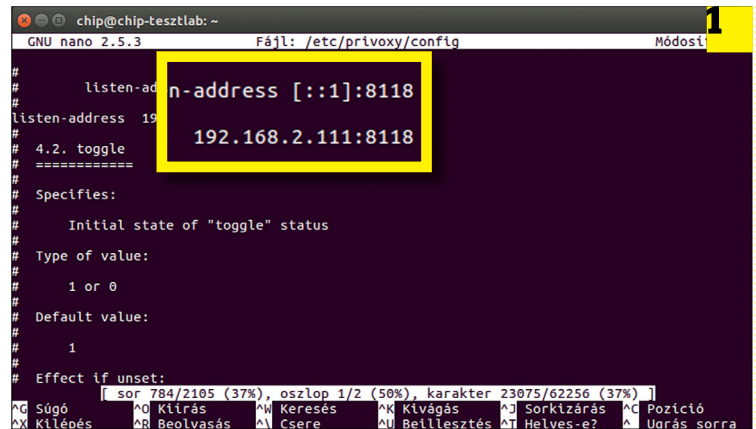 chip@chip-tesztlab: ~
1
GNU nano 2.5.3 Fájl: /etc/privoxy/config
#
# listen-ad
n-address [::1]:8118
#
listen-address 19
192.168.2.111:8118
#
# 4.2. toggle
# ============
#
# Specifies:
#
# Initial state of "toggle" status
#
# Type of value:
#
# 1 or 0
#
# Default value:
#
# 1
#
# Effect if unset:
[ sor 784/2105 (37%), oszlop 1/2 (50%), karakter 23075/62256 (37%) ]
^G Súgó ^O Kiírás ^W Keresés ^K Kivágás ^J Sorkizárás ^C Pozíció
^X Kilépés ^R Beolvasás ^\ Csere ^U Beillesztés ^T Helyes-e? ^_ Ugrás sorra